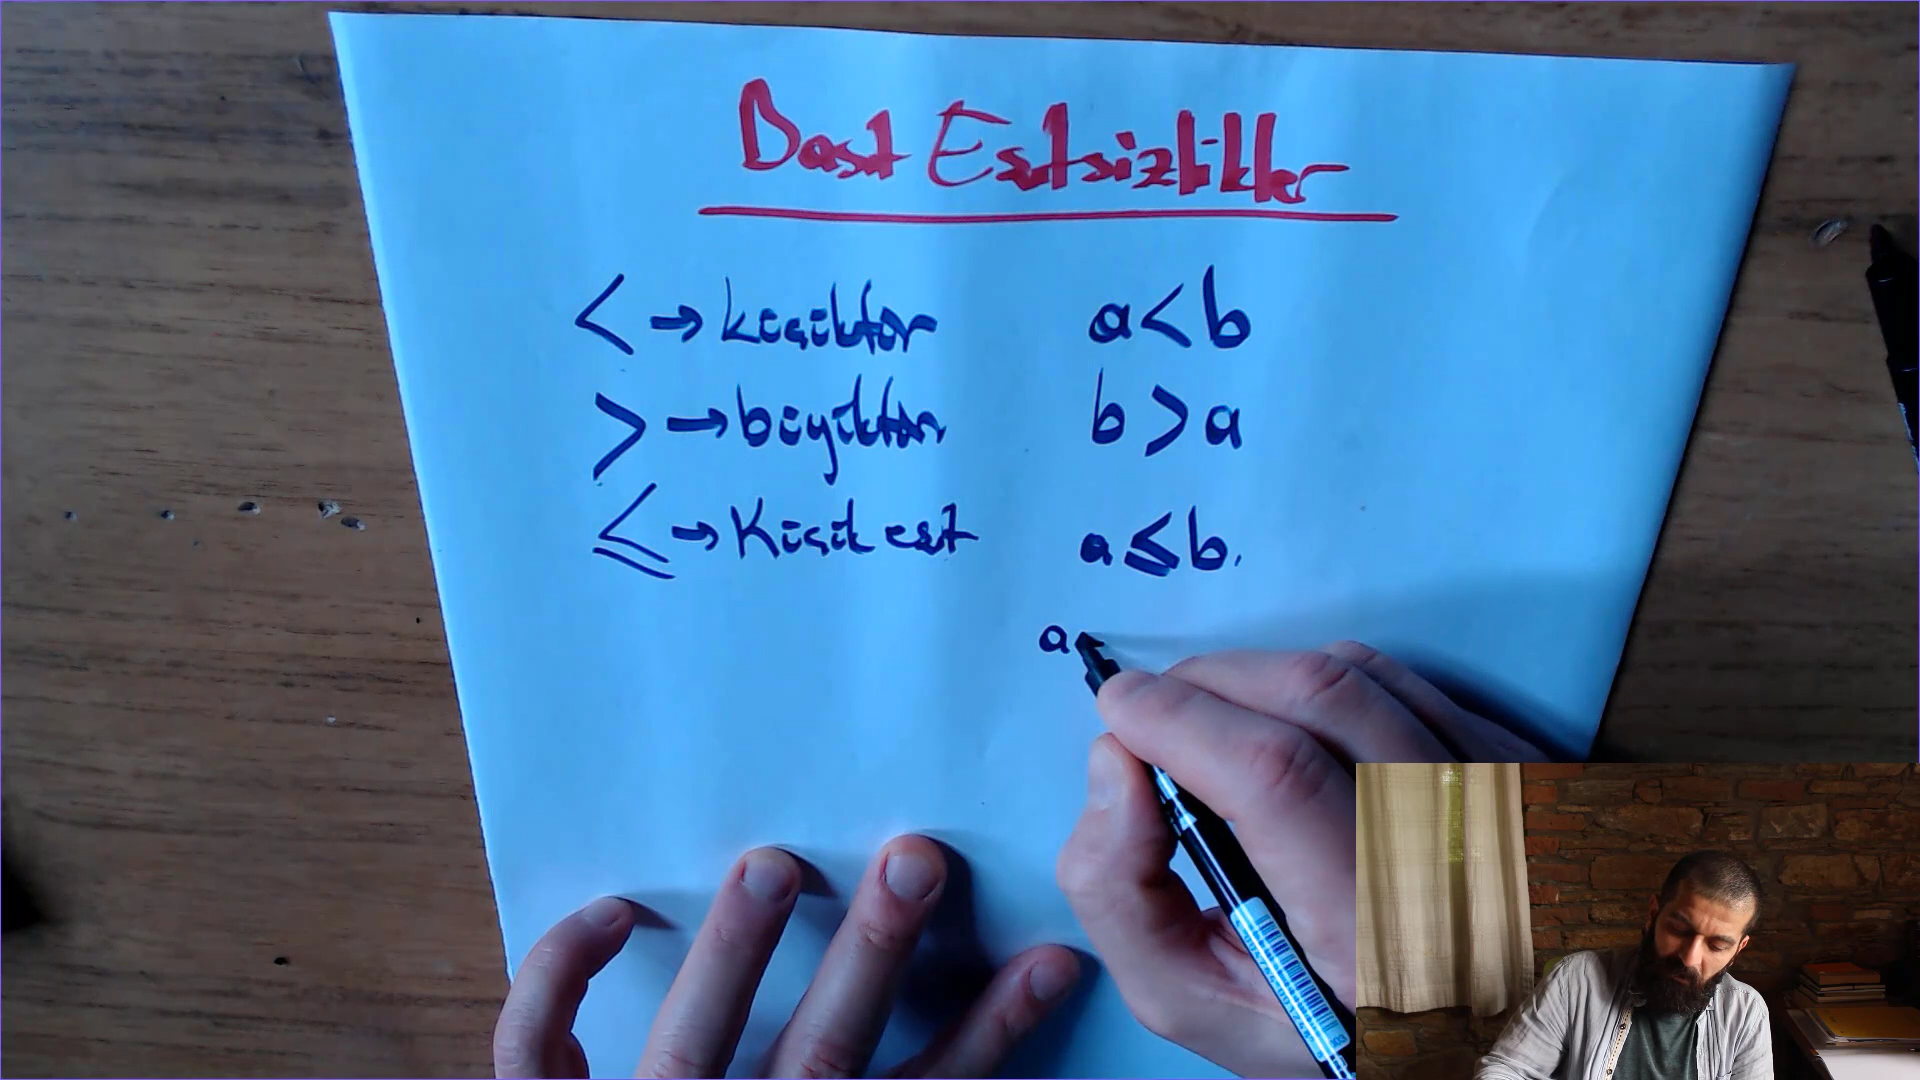 Basit Eşitsizlikler
< → küçüktür a < b
> → büyüktür b > a
≤ → Küçük eşit a ≤ b,
a